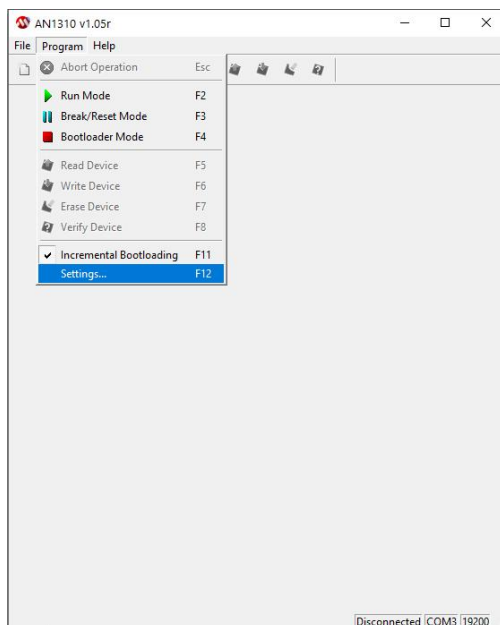 AN1310 v1.05r
File Program Help
Abort Operation Esc
Run Mode F2
Break/Reset Mode F3
Bootloader Mode F4
Read Device F5
Write Device F6
Erase Device F7
Verify Device F8
Incremental Bootloading F11
Settings... F12
Disconnected COM3 19200